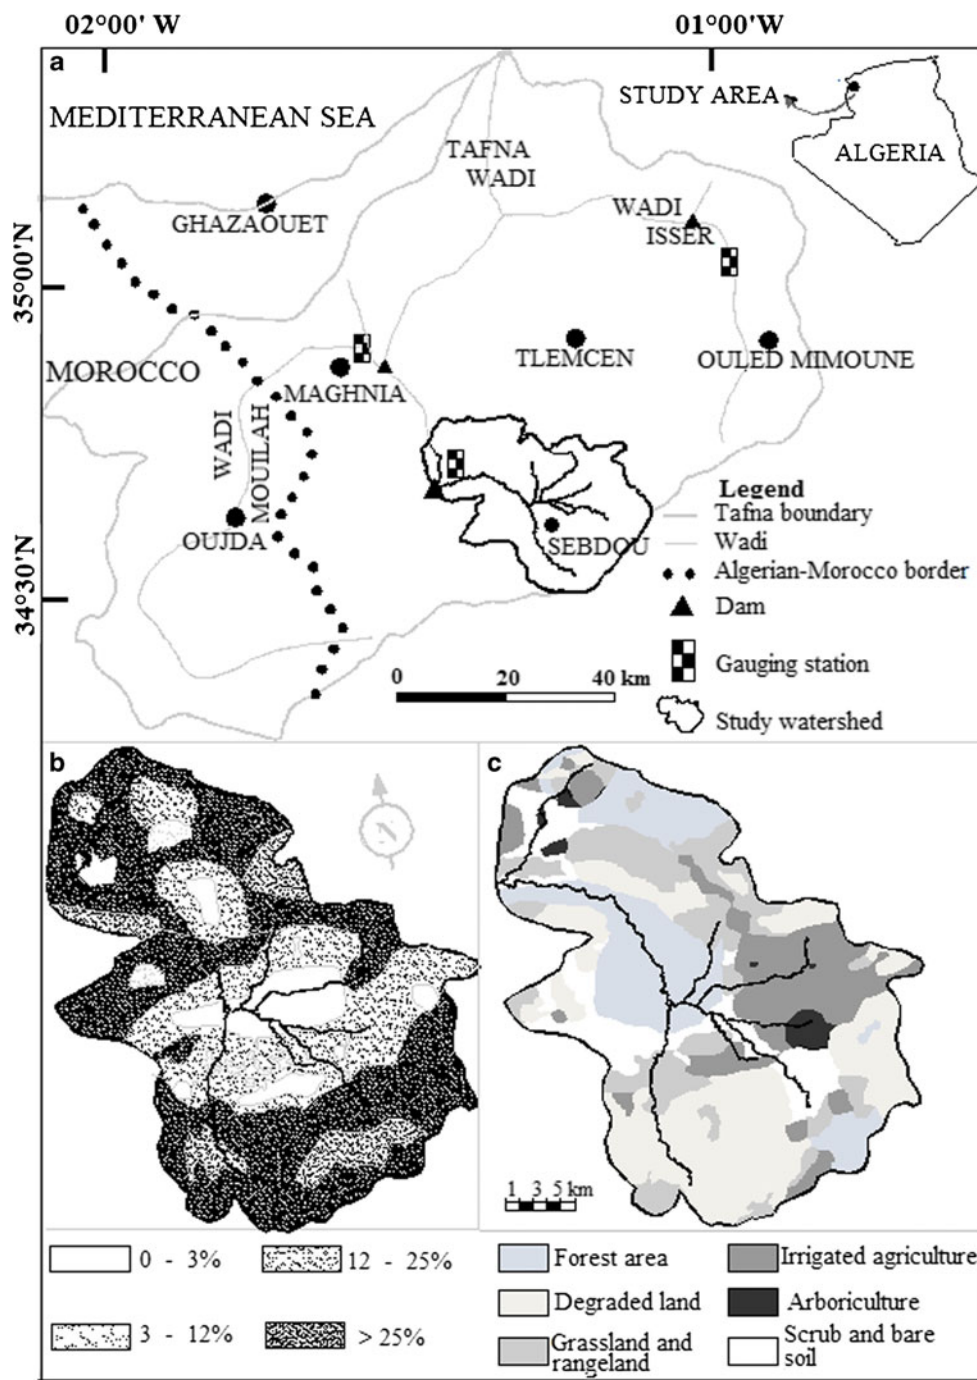 02°00' W
01°00' W
a
MEDITERRANEAN SEA
STUDY AREA
ALGERIA
TAFNA
WADI
WADI
ISSER
GHAZAOUET
35°00'N
MOROCCO
MAGHNIA
TLEMCEN
OULED MIMOUNE
WADI
MOUILAH
OUJDA
SEBDOU
34°30'N
Legend
Tafna boundary
Wadi
Algerian-Morocco border
Dam
Gauging station
Study watershed
0 20 40 km
b
N
c
1 3 5 km
0 - 3%
12 - 25%
3 - 12%
> 25%
Forest area
Irrigated agriculture
Degraded land
Arboriculture
Grassland and
rangeland
Scrub and bare
soil